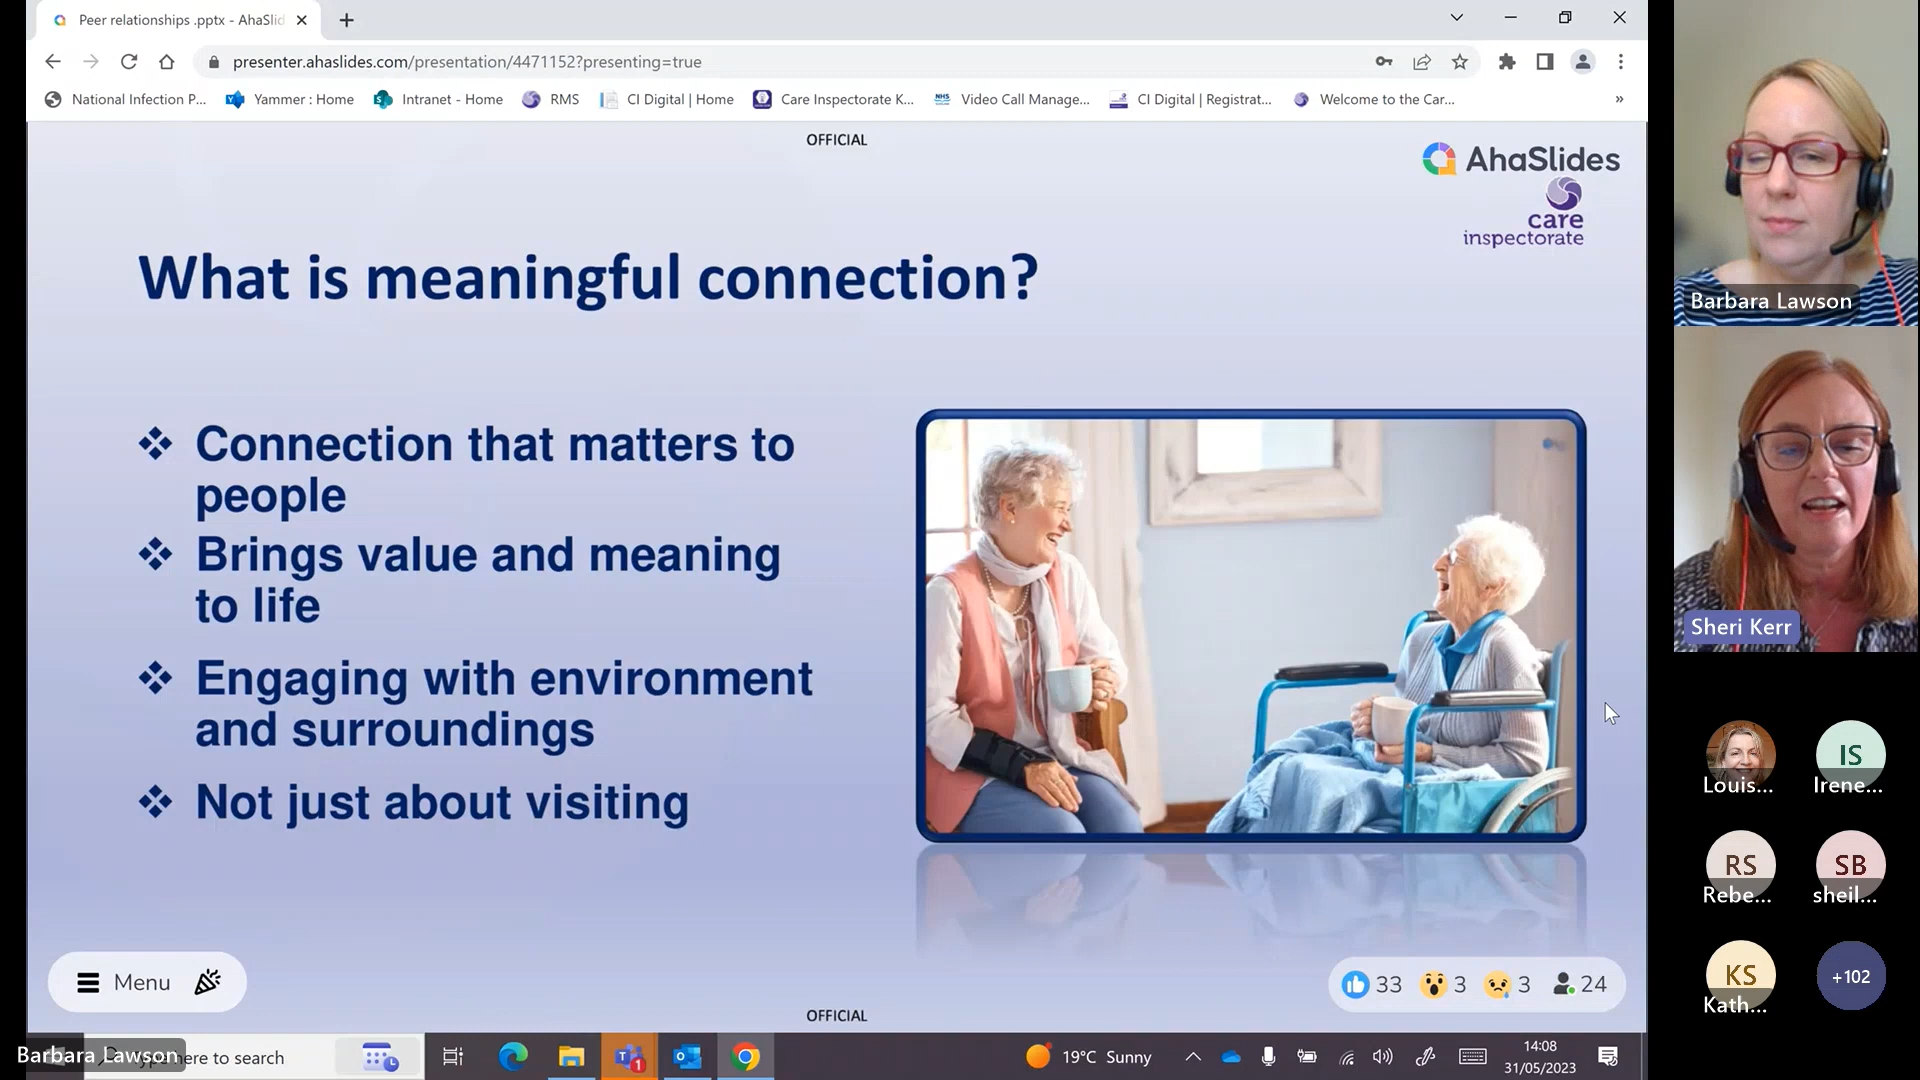 Peer relationships .pptx - AhaSlid
presenter.ahaslides.com/presentation/4471152?presenting=true
National Infection P...
Yammer : Home
Intranet - Home
RMS
CI Digital | Home
Care Inspectorate K...
Video Call Manage...
CI Digital | Registrat...
Welcome to the Car...
»
OFFICIAL
AhaSlides
care
inspectorate
What is meaningful connection?
Connection that matters to
people
Brings value and meaning
to life
Engaging with environment
and surroundings
Not just about visiting
Menu
33
3
3
24
OFFICIAL
Barbara Lawson
here to search
1
19°C Sunny
14:08
31/05/2023
Barbara Lawson
Sheri Kerr
Louis...
IS
Irene...
RS
Rebe...
SB
sheil...
KS
Kath...
+102